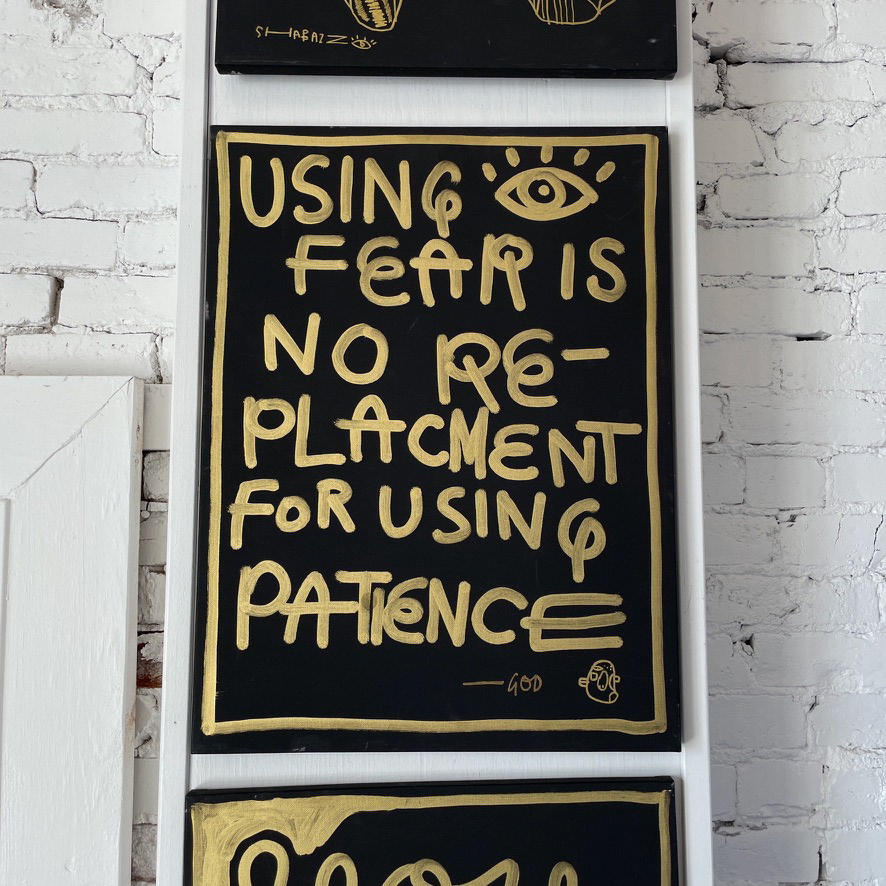 SHABAZZ
USING
FEAR IS
NO RE-
PLACMENT
FOR USING
PATIENCE
—GOD